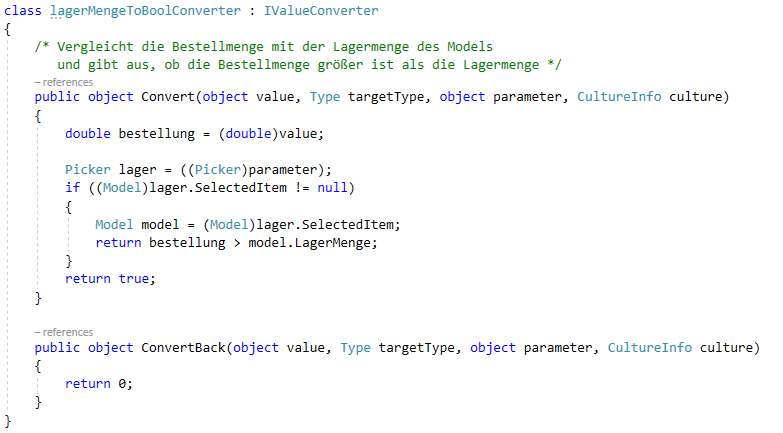 class lagerMengeToBoolConverter : IValueConverter
{
    /* Vergleicht die Bestellmenge mit der Lagermenge des Models
       und gibt aus, ob die Bestellmenge größer ist als die Lagermenge */
    – references
    public object Convert(object value, Type targetType, object parameter, CultureInfo culture)
    {
        double bestellung = (double)value;

        Picker lager = ((Picker)parameter);
        if ((Model)lager.SelectedItem != null)
        {
            Model model = (Model)lager.SelectedItem;
            return bestellung > model.LagerMenge;
        }
        return true;
    }

    – references
    public object ConvertBack(object value, Type targetType, object parameter, CultureInfo culture)
    {
        return 0;
    }
}